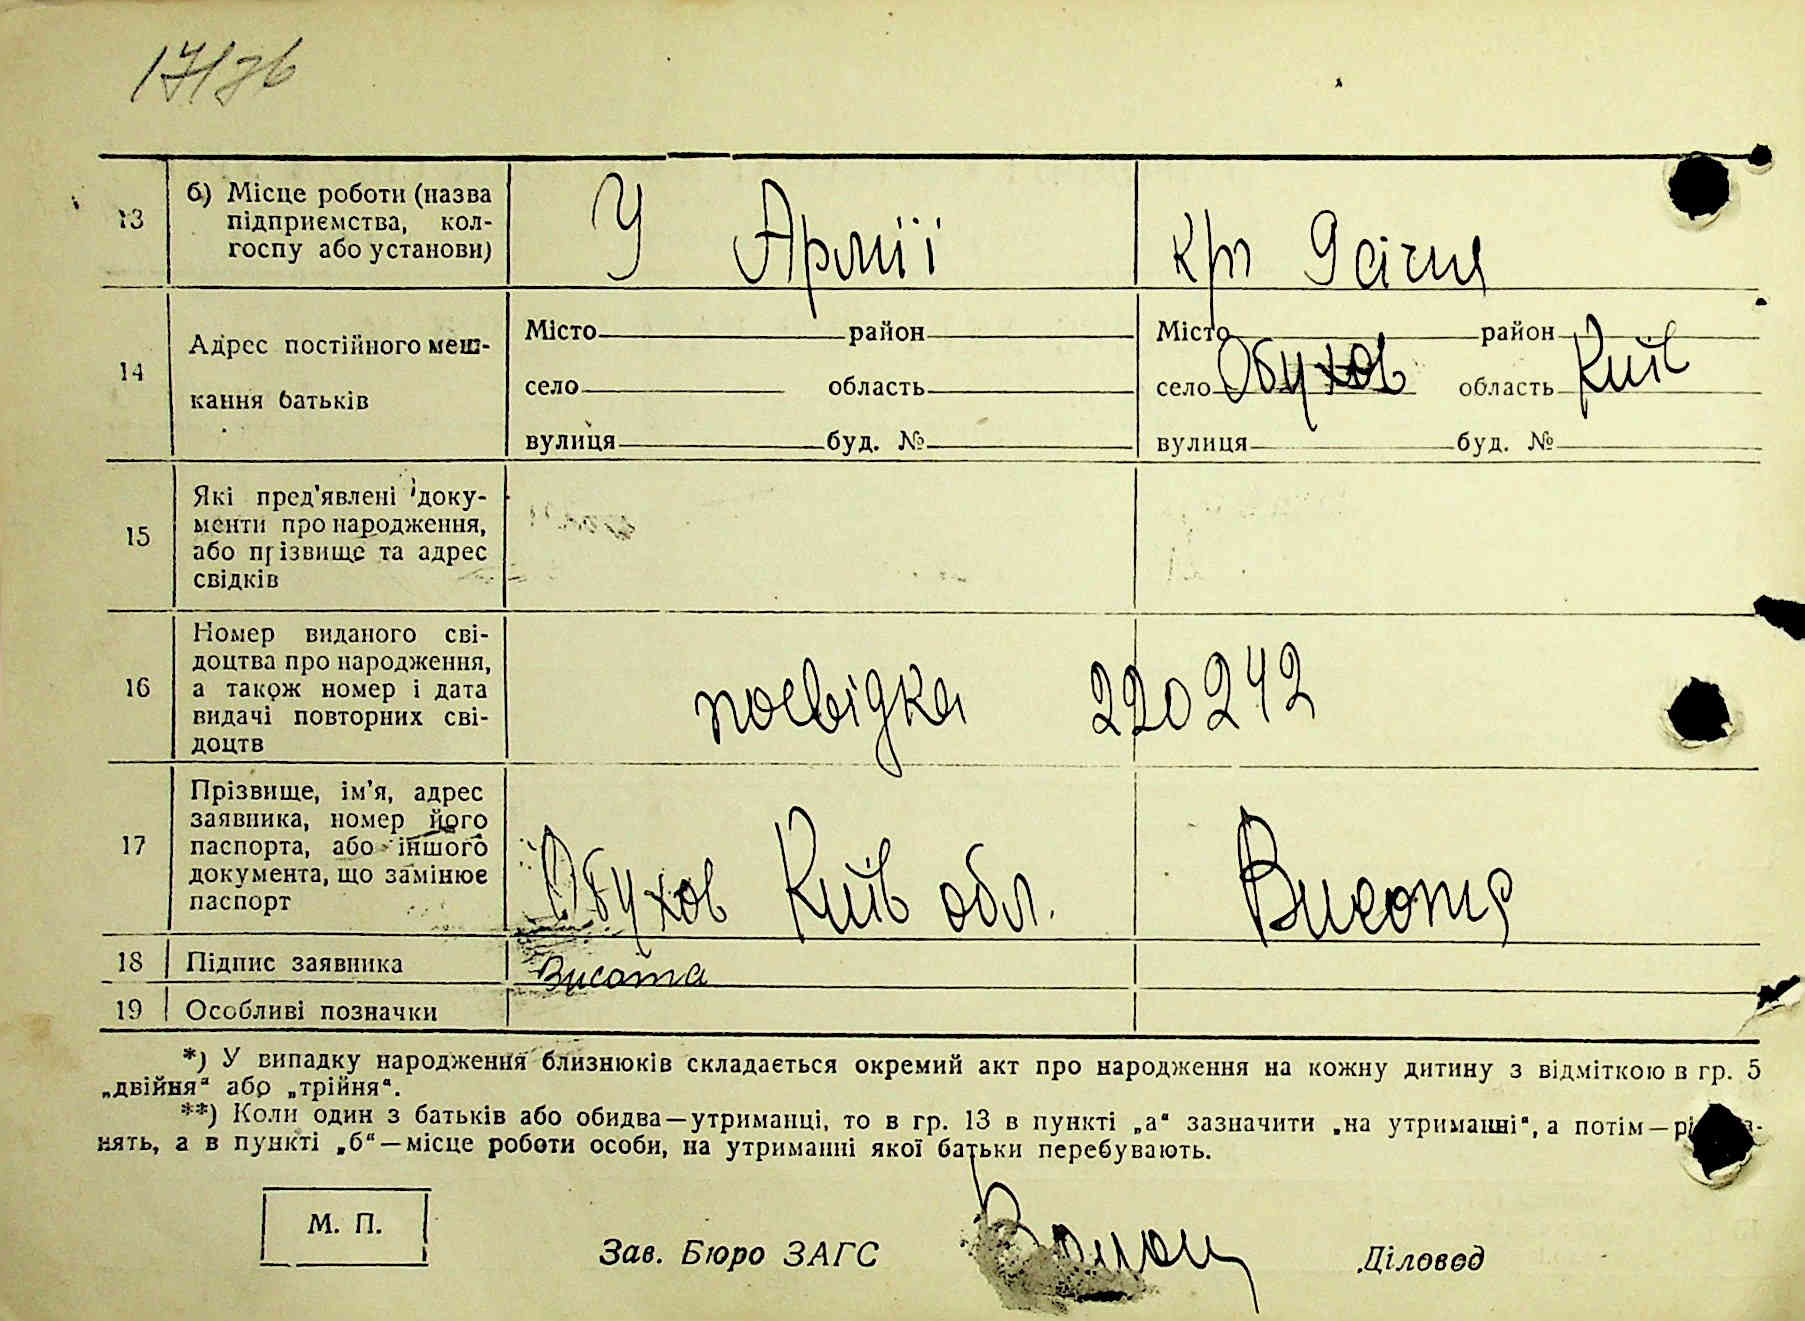 17/76
13
б) Місце роботи (назва
підприємства, кол-
госпу або установи)
У Армії
крп 9 січня
14
Адрес постійного меш-
кання батьків
Місто район
село область
вулиця буд. №
Місто район
село Обухов область Київ
вулиця буд. №
15
Які пред'явлені доку-
менти про народження,
або прізвище та адрес
свідків
16
Номер виданого сві-
доцтва про народження,
а також номер і дата
видачі повторних сві-
доцтв
посвідка 220242
17
Прізвище, ім'я, адрес
заявника, номер його
паспорта, або іншого
документа, що замінює
паспорт
Обухов Київ обл. Висота
18 Підпис заявника Висота
19 Особливі позначки
*) У випадку народження близнюків складається окремий акт про народження на кожну дитину з відміткою в гр. 5
„двійня“ або „трійня“.
**) Коли один з батьків або обидва—утриманці, то в гр. 13 в пункті „а“ зазначити „на утриманні“, а потім—
нять, а в пункті „б“—місце роботи особи, на утриманні якої батьки перебувають.
М. П.
Зав. Бюро ЗАГС
Діловод